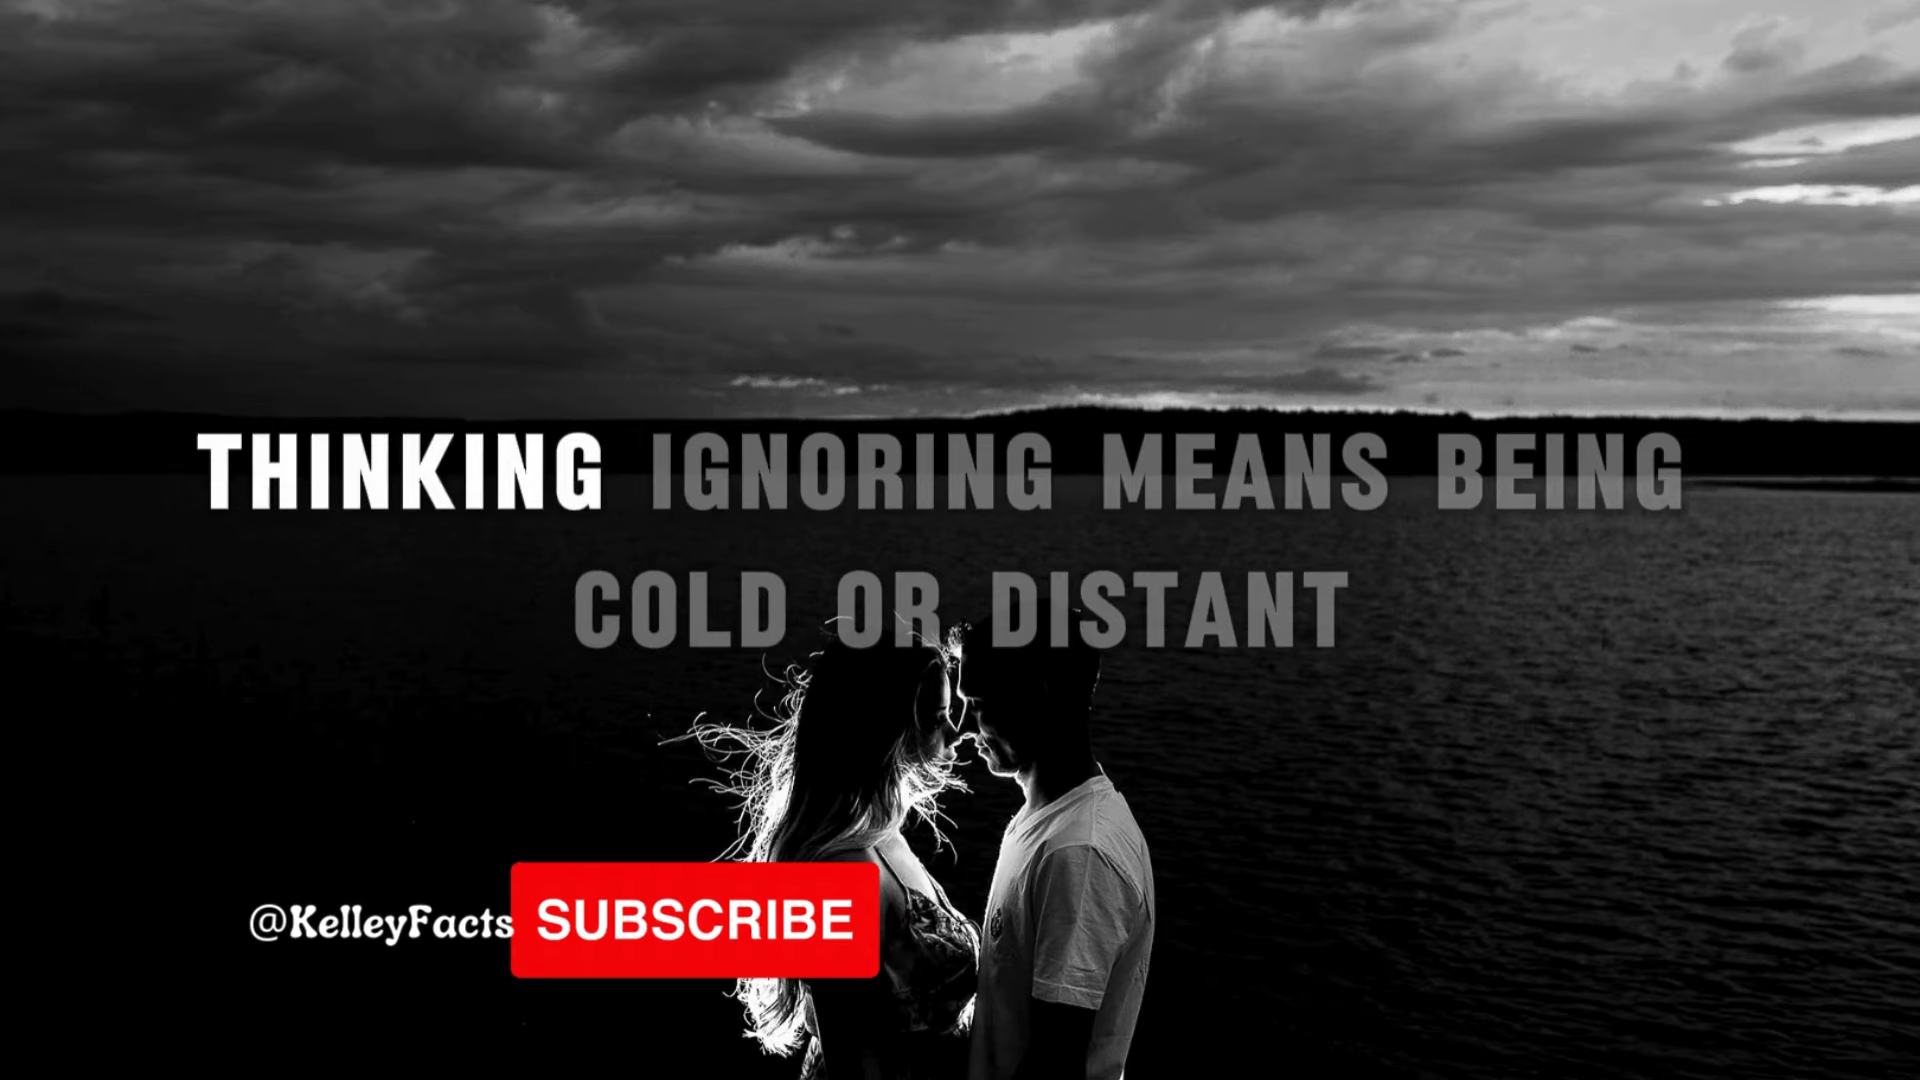 THINKING IGNORING MEANS BEING
COLD OR DISTANT
@KelleyFacts
SUBSCRIBE